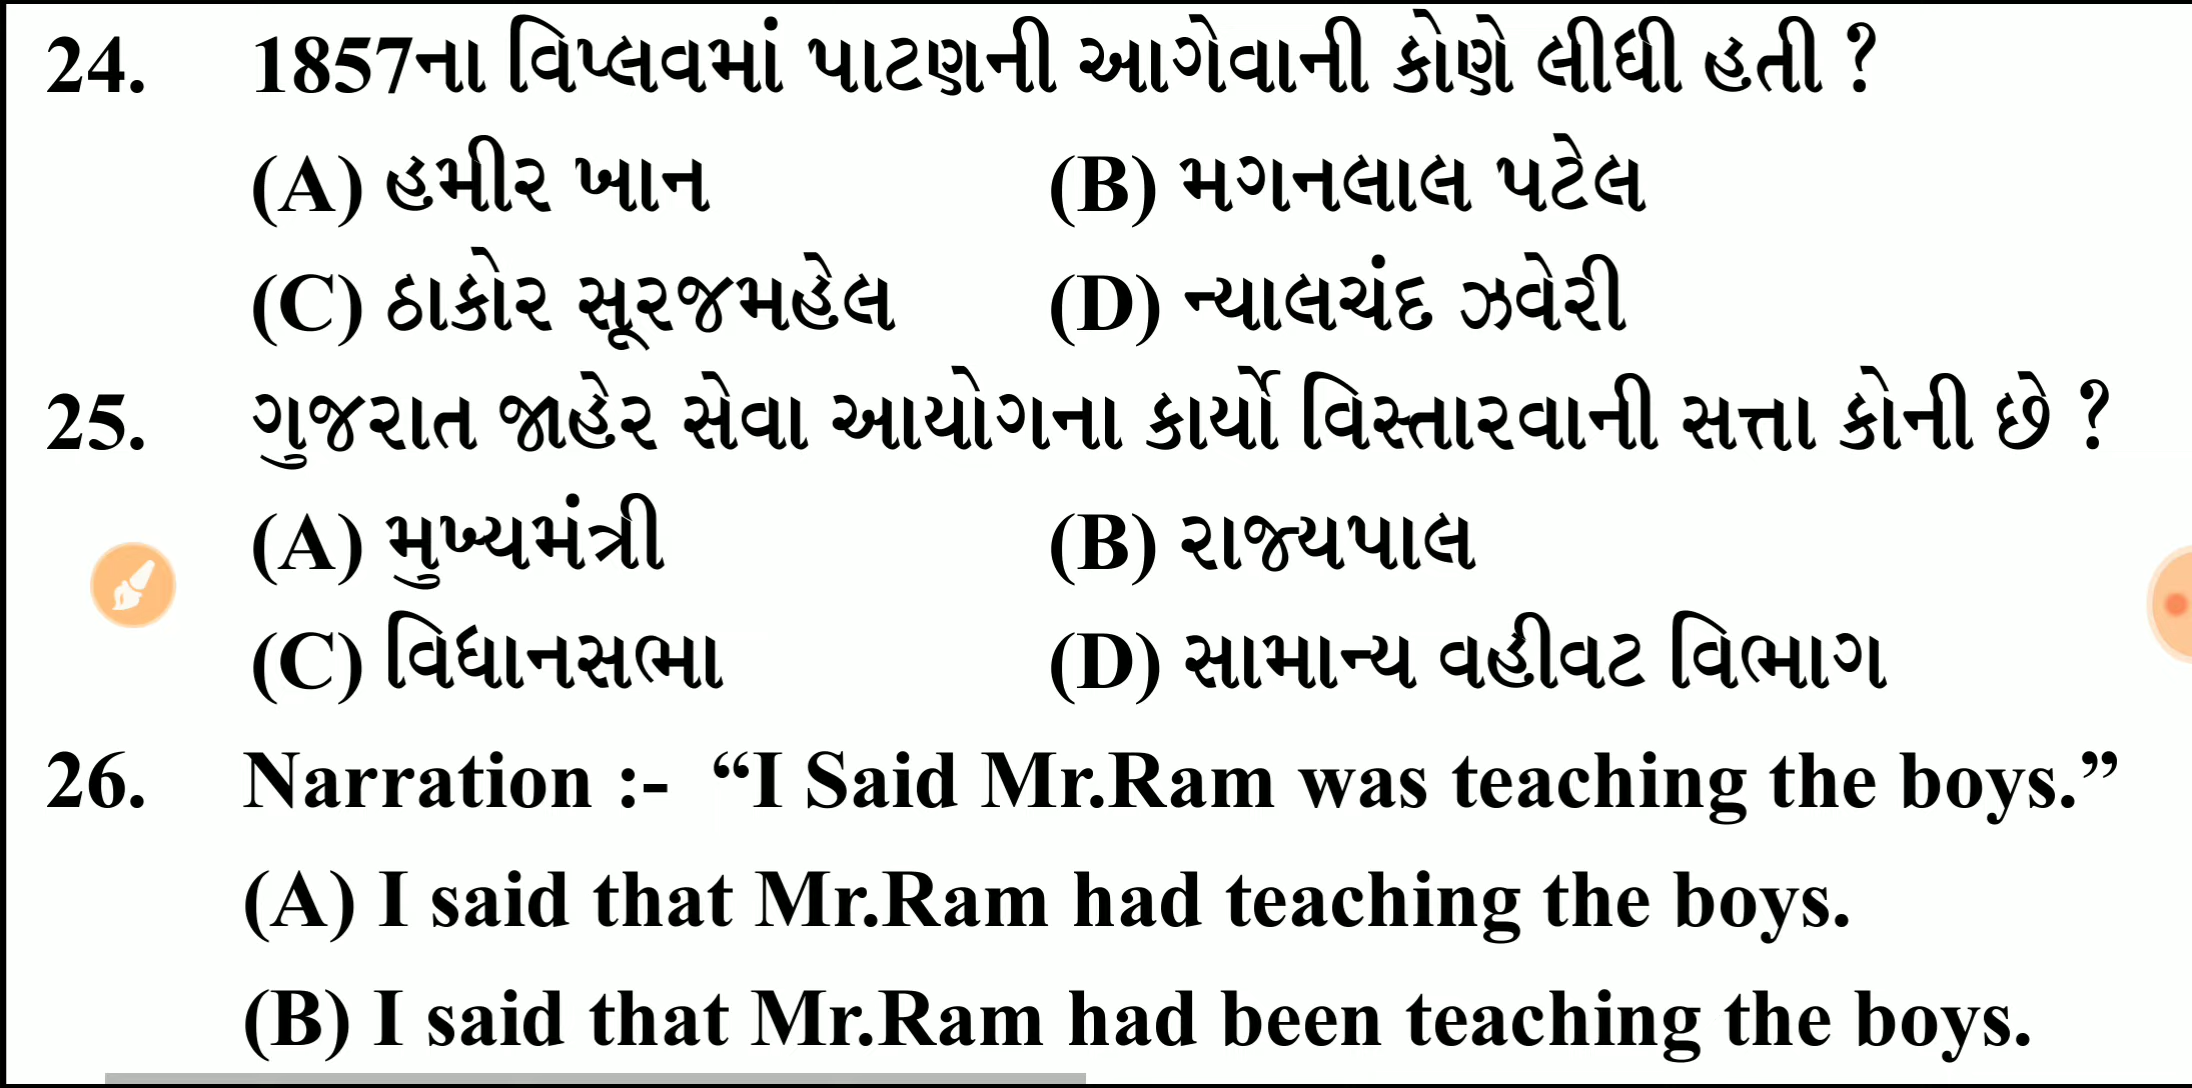 24. 1857ના વિપ્લવમાં પાટણની આગેવાની કોણે લીધી હતી ?
(A) હમીર ખાન (B) મગનલાલ પટેલ
(C) ઠાકોર સૂરજમહેલ (D) ન્યાલચંદ ઝવેરી
25. ગુજરાત જાહેર સેવા આયોગના કાર્યો વિસ્તારવાની સત્તા કોની છે ?
(A) મુખ્યમંત્રી (B) રાજ્યપાલ
(C) વિધાનસભા (D) સામાન્ય વહીવટ વિભાગ
26. Narration :- “I Said Mr.Ram was teaching the boys.”
(A) I said that Mr.Ram had teaching the boys.
(B) I said that Mr.Ram had been teaching the boys.